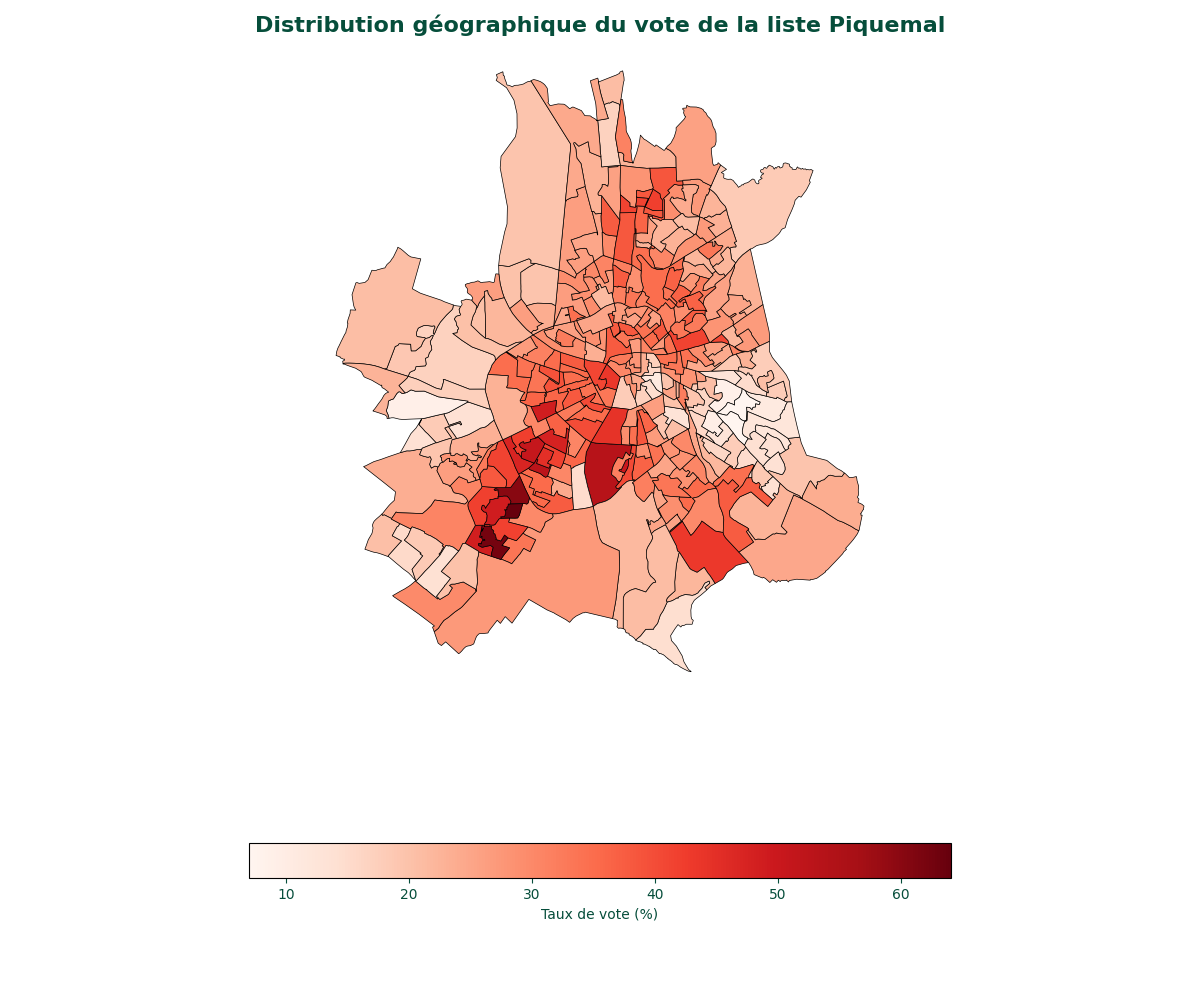 Distribution géographique du vote de la liste Piquemal
10 20 30 40 50 60
Taux de vote (%)